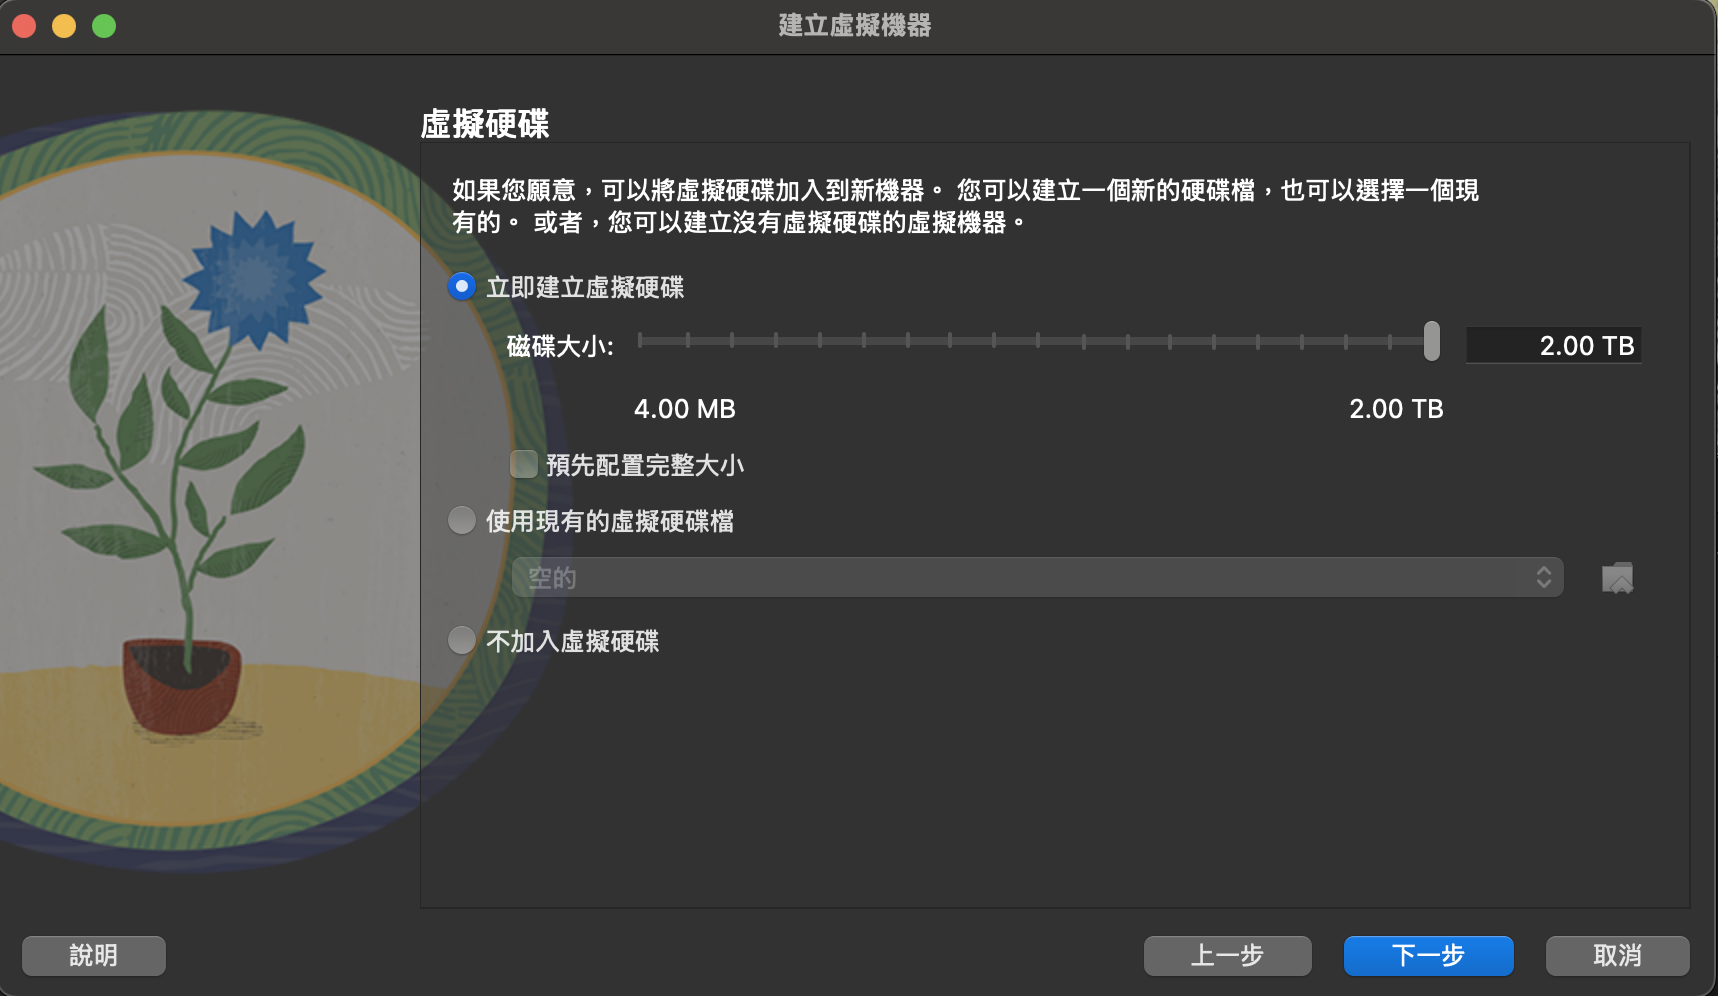 建立虛擬機器
虛擬硬碟
如果您願意，可以將虛擬硬碟加入到新機器。 您可以建立一個新的硬碟檔，也可以選擇一個現
有的。 或者，您可以建立沒有虛擬硬碟的虛擬機器。
立即建立虛擬硬碟
磁碟大小:
2.00 TB
4.00 MB
2.00 TB
預先配置完整大小
使用現有的虛擬硬碟檔
空的
不加入虛擬硬碟
說明
上一步
下一步
取消